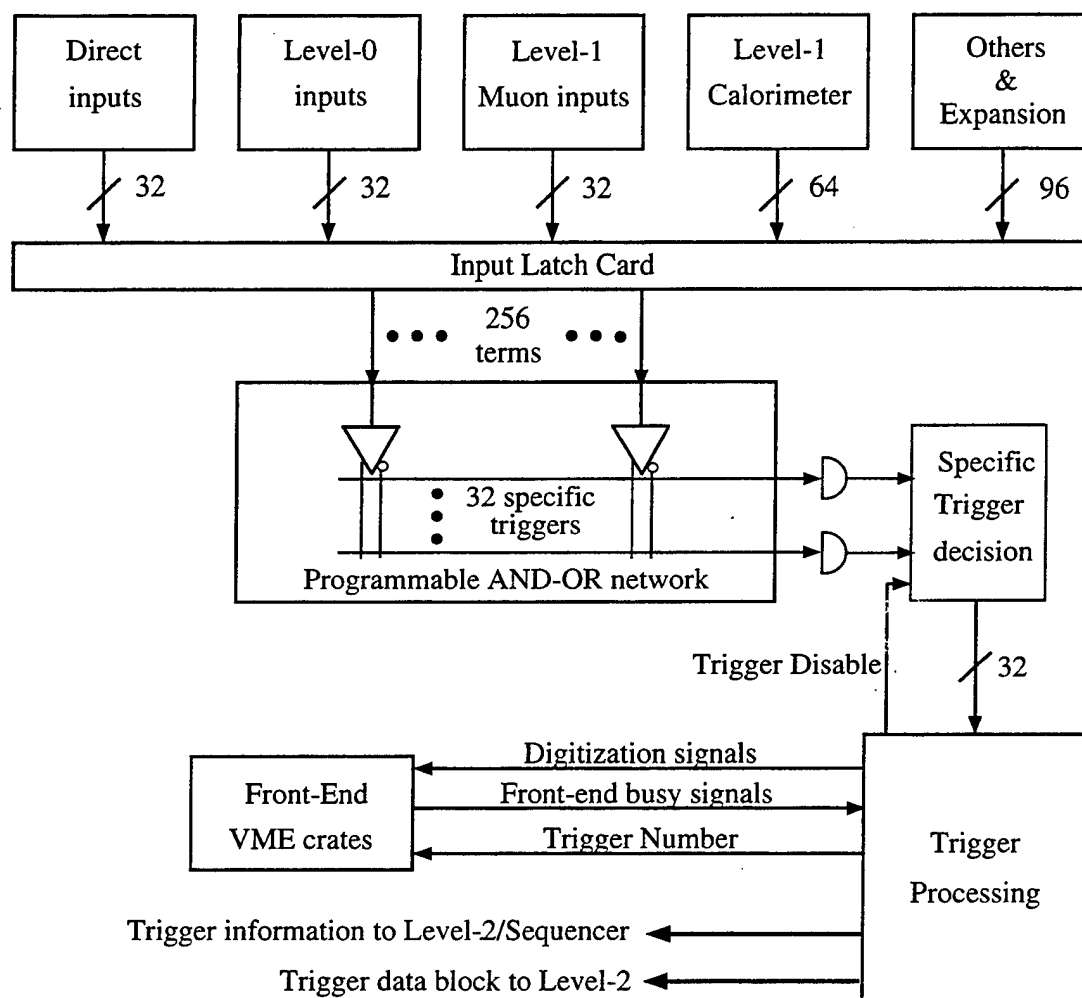 Direct
inputs
Level-0
inputs
Level-1
Muon inputs
Level-1
Calorimeter
Others
&
Expansion
32
32
32
64
96
Input Latch Card
256
terms
32 specific
triggers
Programmable AND-OR network
Specific
Trigger
decision
Trigger Disable
32
Digitization signals
Front-End
VME crates
Front-end busy signals
Trigger Number
Trigger
Processing
Trigger information to Level-2/Sequencer
Trigger data block to Level-2